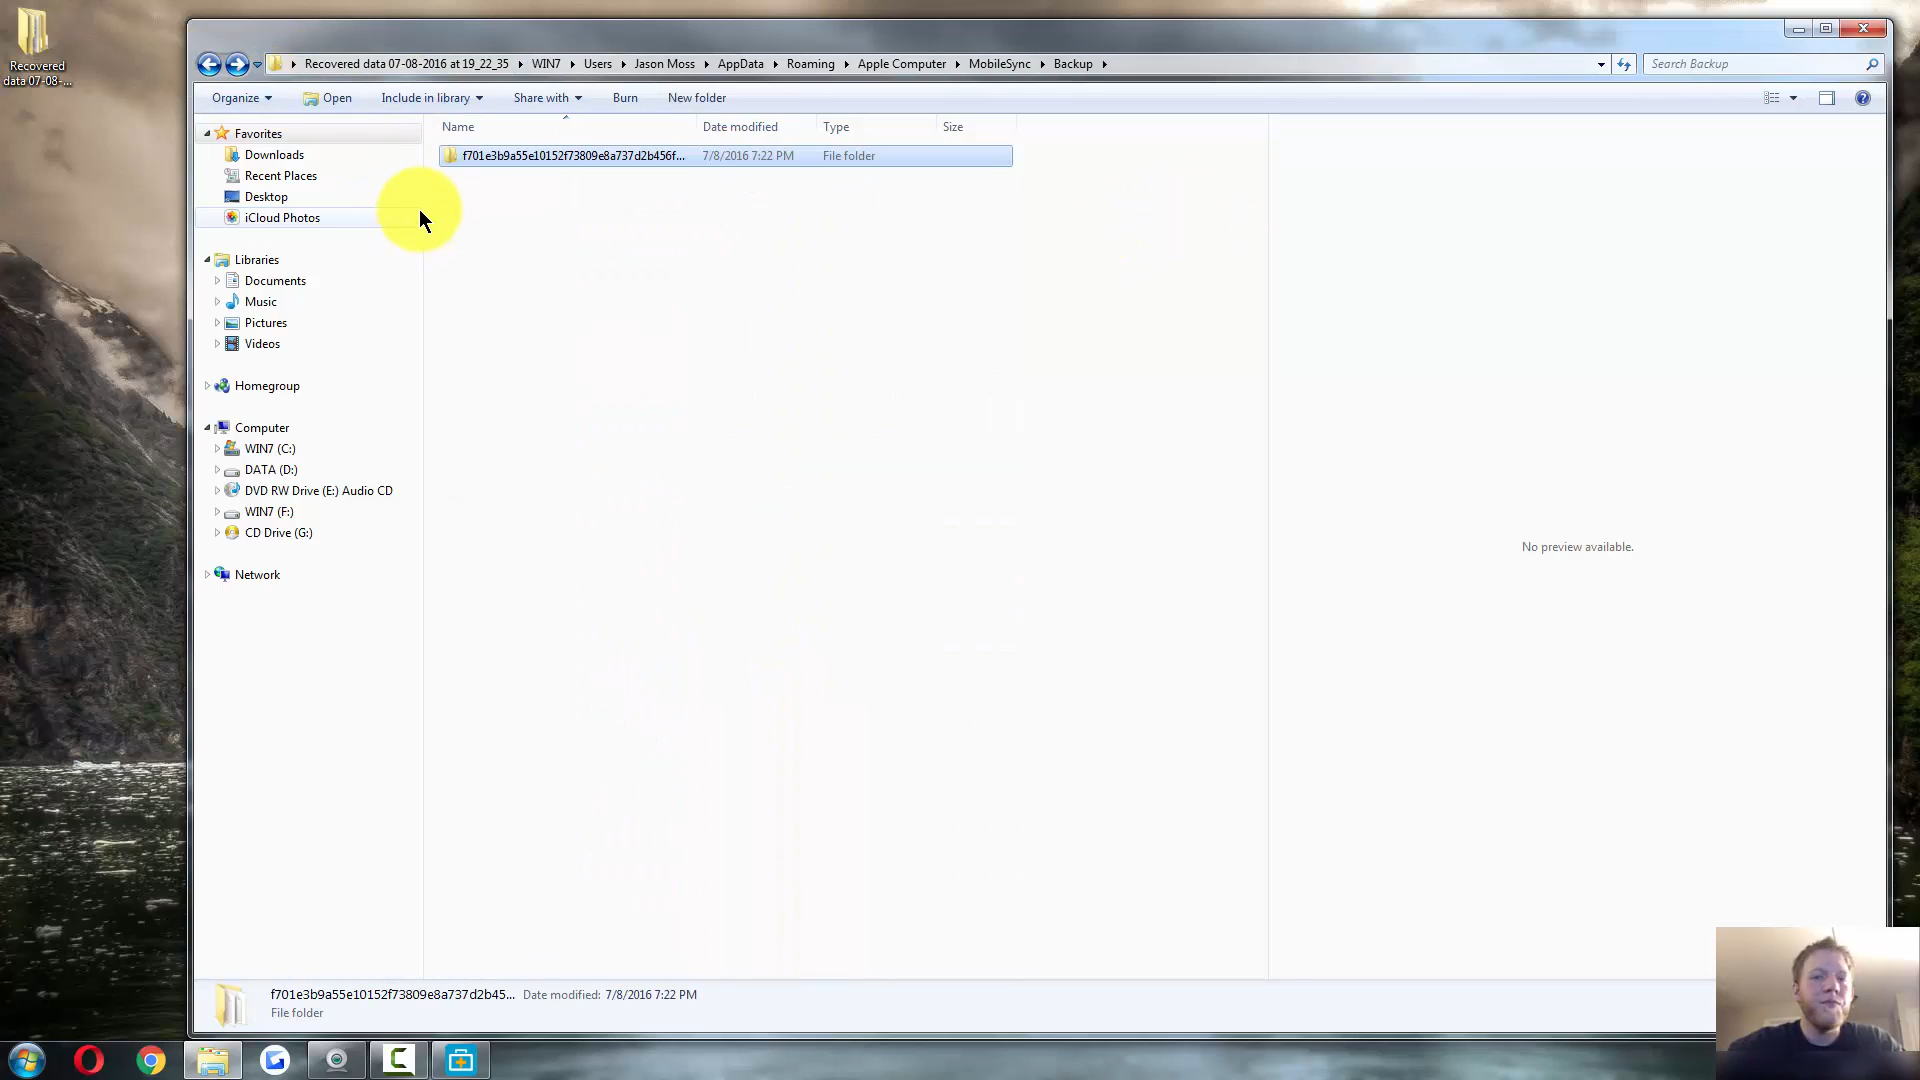 Recovered
data 07-08-...
Recovered data 07-08-2016 at 19_22_35
WIN7
Users
Jason Moss
AppData
Roaming
Apple Computer
MobileSync
Backup
Search Backup
Organize
Open
Include in library
Share with
Burn
New folder
Favorites
Downloads
Recent Places
Desktop
iCloud Photos
Libraries
Documents
Music
Pictures
Videos
Homegroup
Computer
WIN7 (C:)
DATA (D:)
DVD RW Drive (E:) Audio CD
WIN7 (F:)
CD Drive (G:)
Network
Name
Date modified
Type
Size
f701e3b9a55e10152f73809e8a737d2b456f...
7/8/2016 7:22 PM
File folder
No preview available.
f701e3b9a55e10152f73809e8a737d2b45... Date modified: 7/8/2016 7:22 PM
File folder